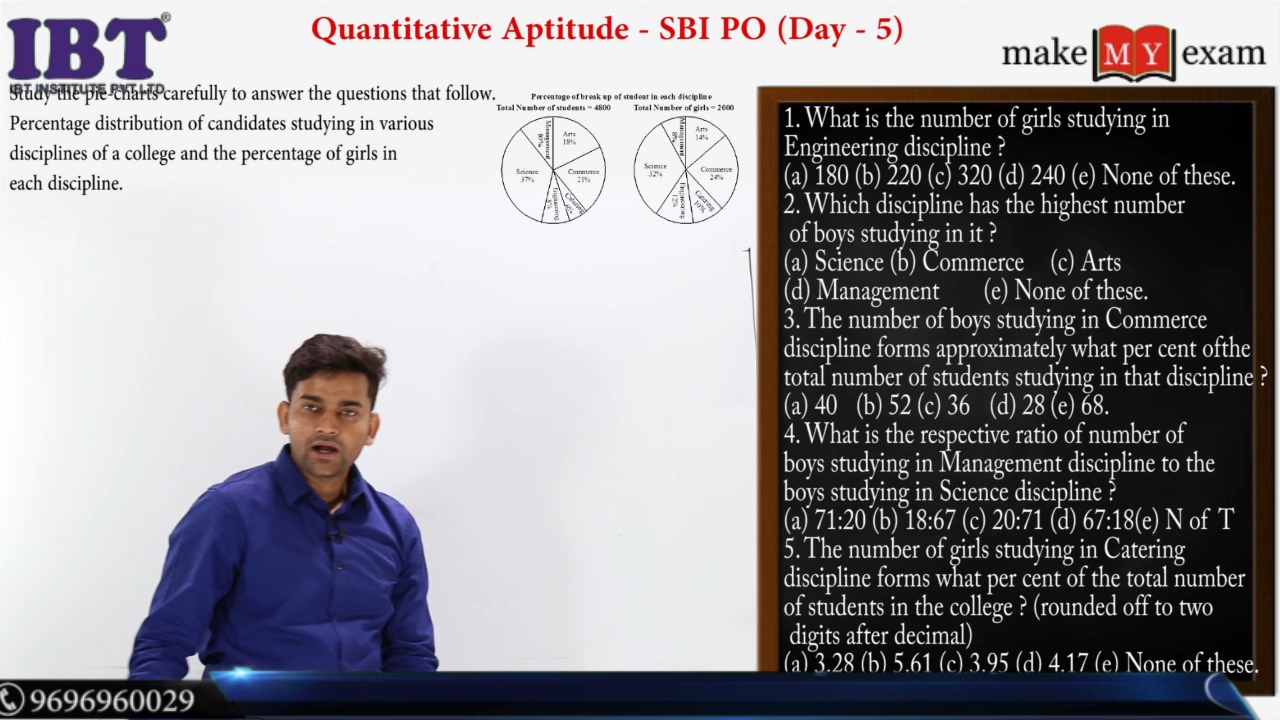 IBT®
IBT INSTITUTE PVT.LTD.
Quantitative Aptitude - SBI PO (Day - 5)
make MY exam
Study the pie-charts carefully to answer the questions that follow.
Percentage distribution of candidates studying in various
disciplines of a college and the percentage of girls in
each discipline.
Percentage of break up of student in each discipline
Total Number of students = 4800
Management
10%
Arts
18%
Science
37%
Commerce
21%
Engineering
Catering
Total Number of girls = 2000
Management
8%
Arts
14%
Science
32%
Commerce
24%
Engineering
12%
Catering
10%
1. What is the number of girls studying in
Engineering discipline ?
(a) 180 (b) 220 (c) 320 (d) 240 (e) None of these.
2. Which discipline has the highest number
of boys studying in it ?
(a) Science (b) Commerce (c) Arts
(d) Management (e) None of these.
3. The number of boys studying in Commerce
discipline forms approximately what per cent ofthe
total number of students studying in that discipline ?
(a) 40 (b) 52 (c) 36 (d) 28 (e) 68.
4. What is the respective ratio of number of
boys studying in Management discipline to the
boys studying in Science discipline ?
(a) 71:20 (b) 18:67 (c) 20:71 (d) 67:18(e) N of T
5. The number of girls studying in Catering
discipline forms what per cent of the total number
of students in the college ? (rounded off to two
digits after decimal)
(a) 3.28 (b) 5.61 (c) 3.95 (d) 4.17 (e) None of these.
9696960029